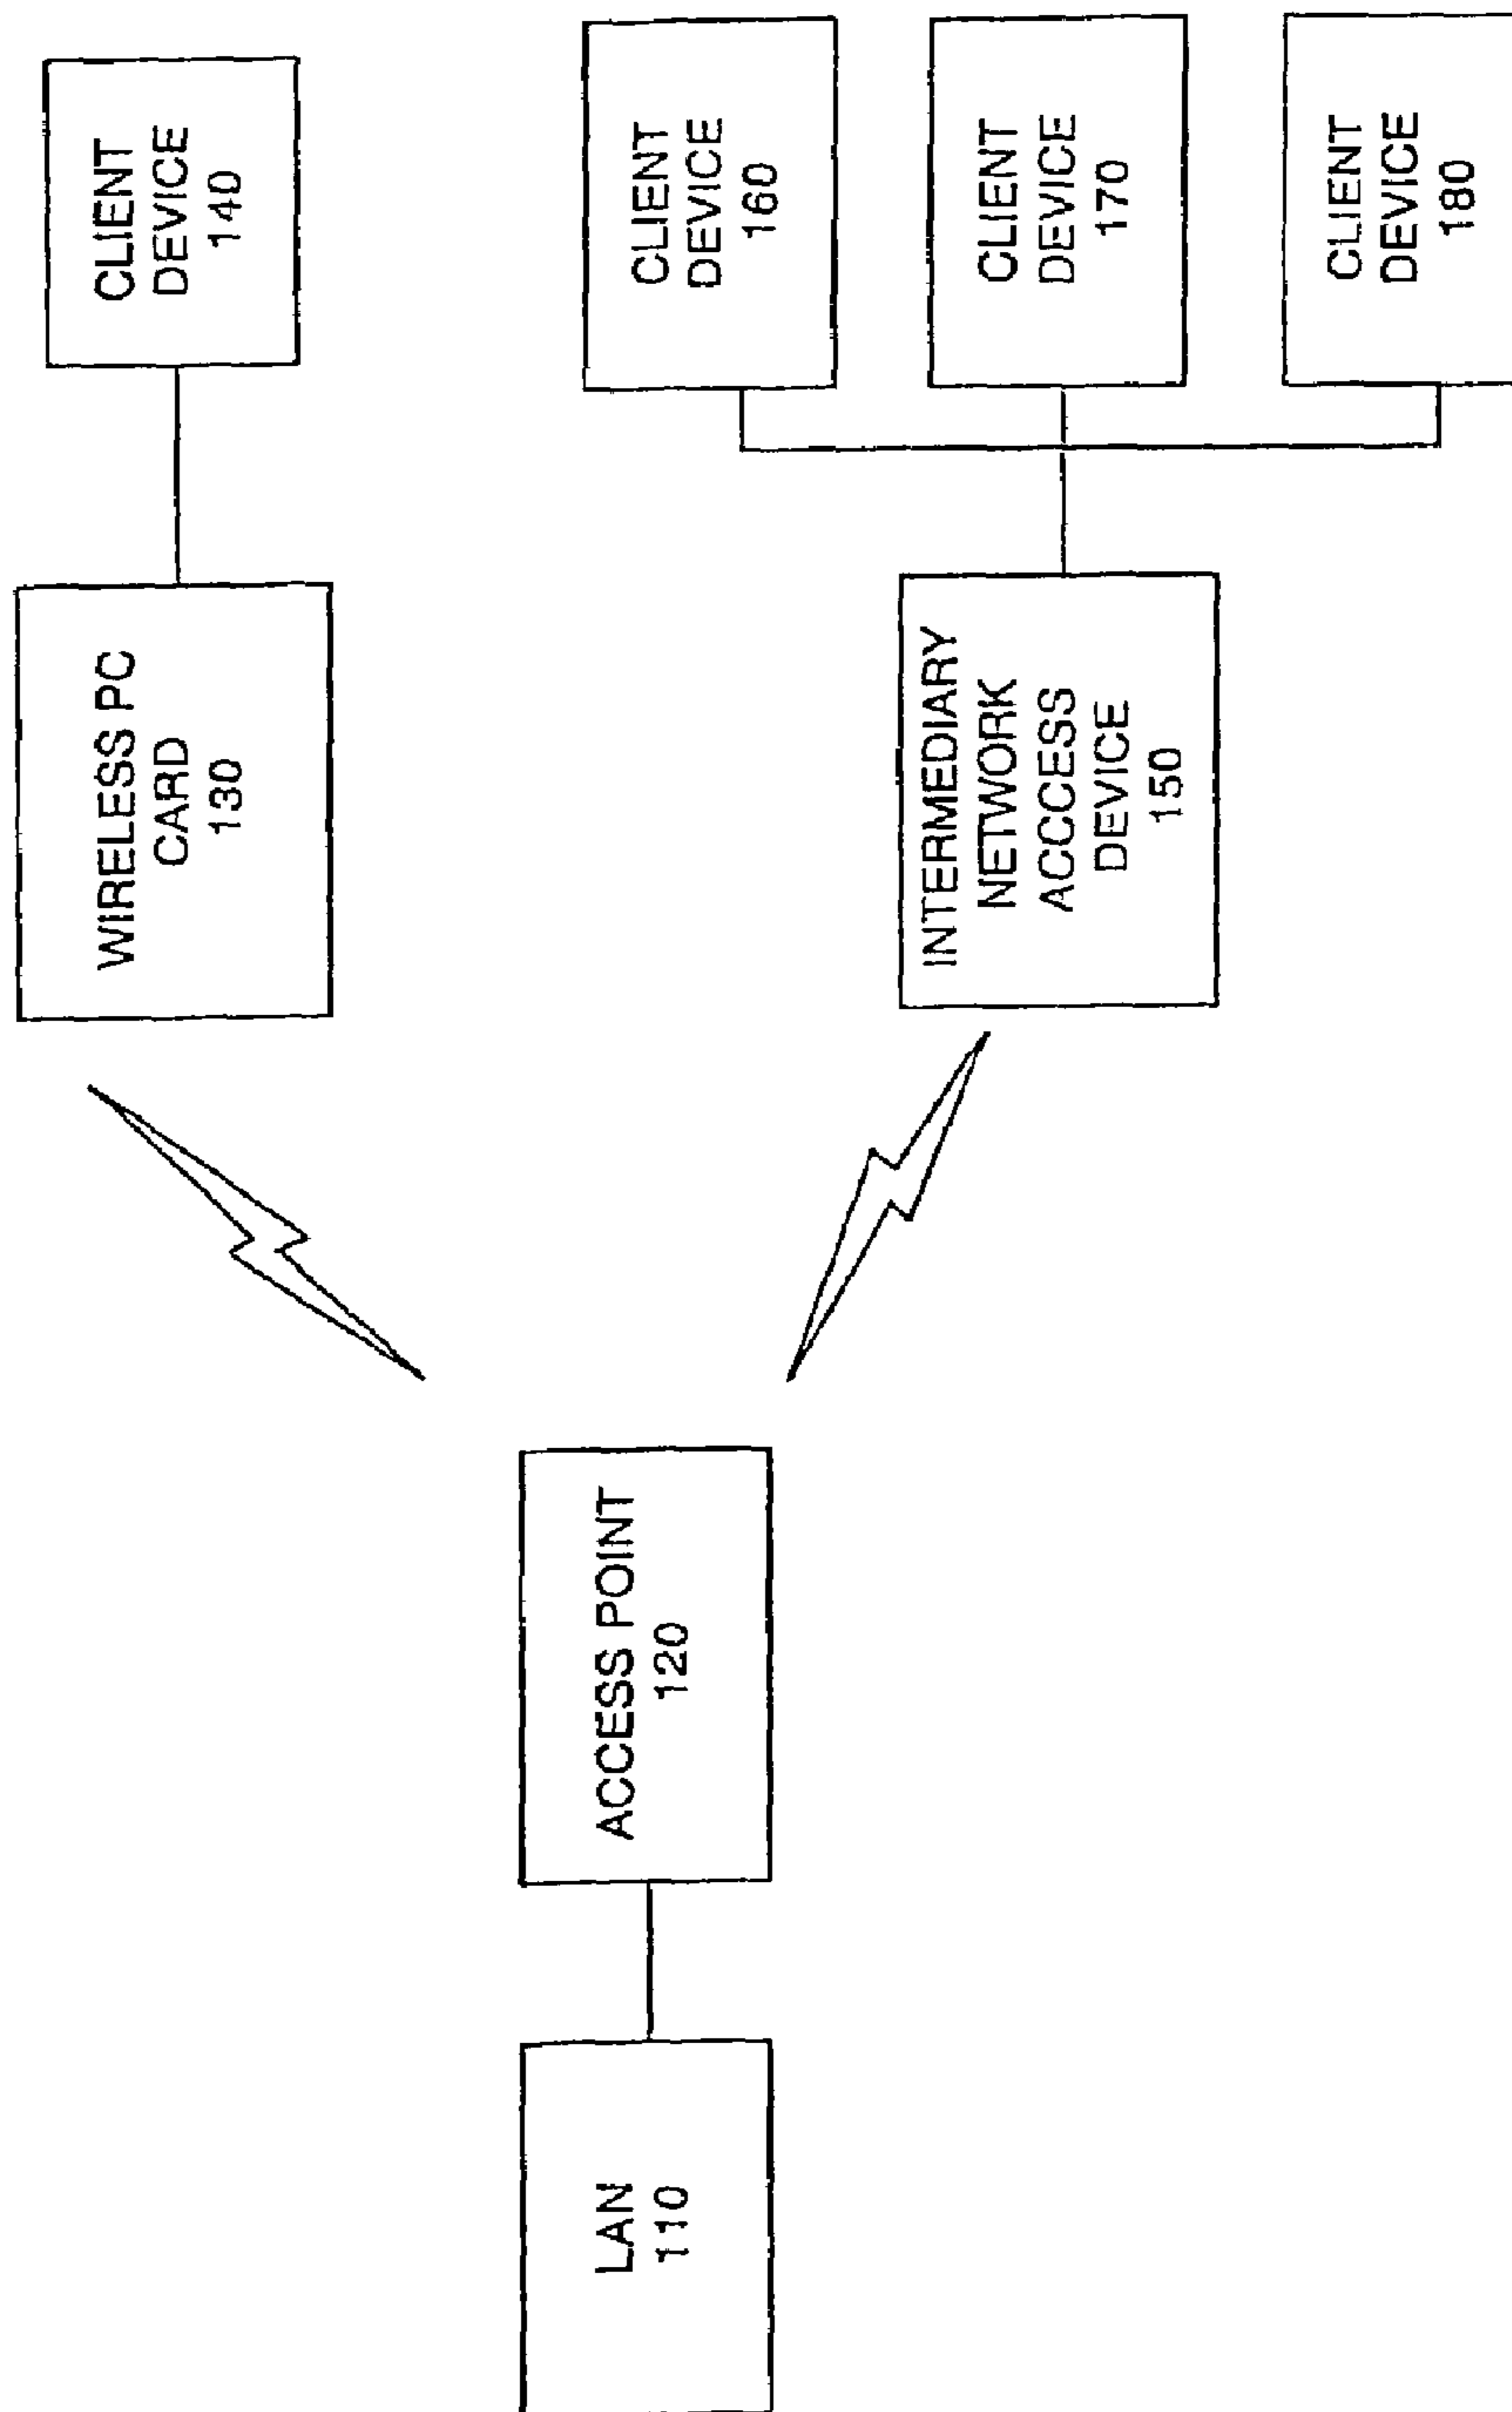 CLIENT
DEVICE
140
WIRELESS PC
CARD
130
CLIENT
DEVICE
160
CLIENT
DEVICE
170
CLIENT
DEVICE
180
INTERMEDIARY
NETWORK
ACCCESS
DEVICE
150
ACCESS POINT
120
LAN
110